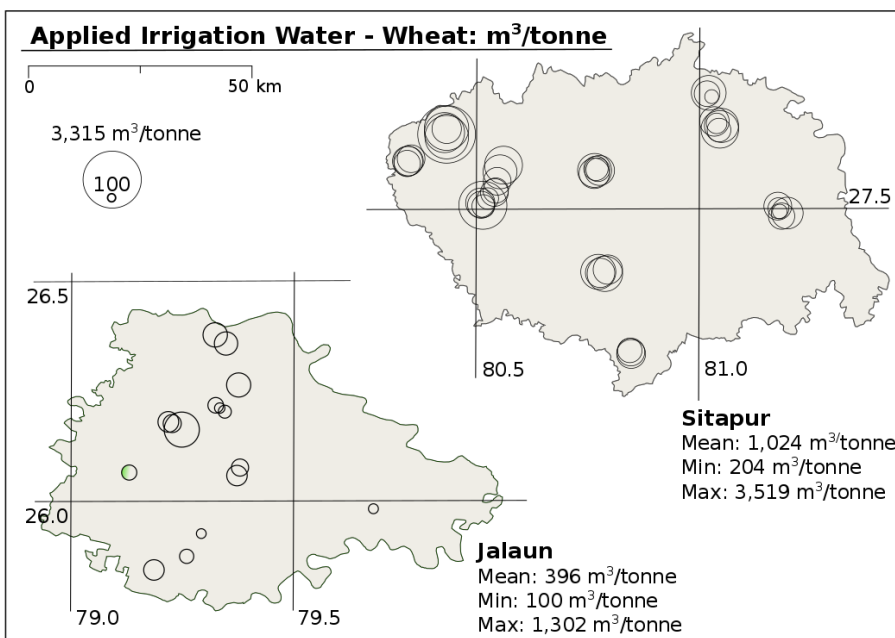 Applied Irrigation Water - Wheat: m³/tonne
0
50 km
3,315 m³/tonne
100
27.5
26.5
80.5
81.0
Sitapur
Mean: 1,024 m³/tonne
Min: 204 m³/tonne
Max: 3,519 m³/tonne
26.0
79.0
79.5
Jalaun
Mean: 396 m³/tonne
Min: 100 m³/tonne
Max: 1,302 m³/tonne